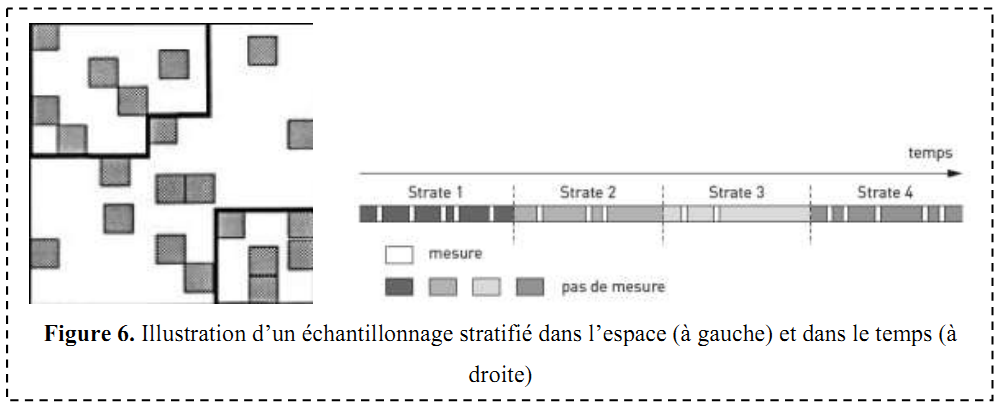 temps
Strate 1 Strate 2 Strate 3 Strate 4
mesure
pas de mesure
Figure 6. Illustration d’un échantillonnage stratifié dans l’espace (à gauche) et dans le temps (à
droite)